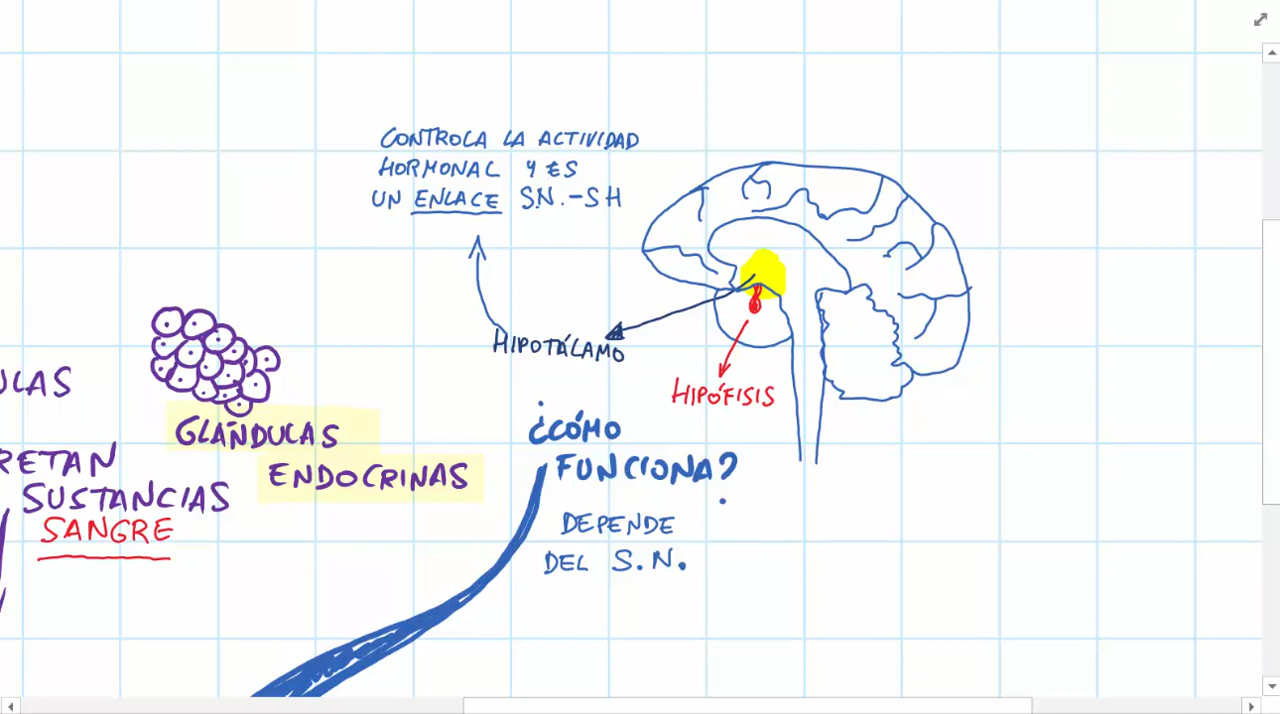 CONTROLA LA ACTIVIDAD
HORMONAL Y ES
UN ENLACE S.N.-SH
HIPOTÁLAMO
HIPÓFISIS
ULAS
GLÁNDULAS
ENDOCRINAS
RETAN
SUSTANCIAS
SANGRE
¿CÓMO
FUNCIONA?
DEPENDE
DEL S.N.